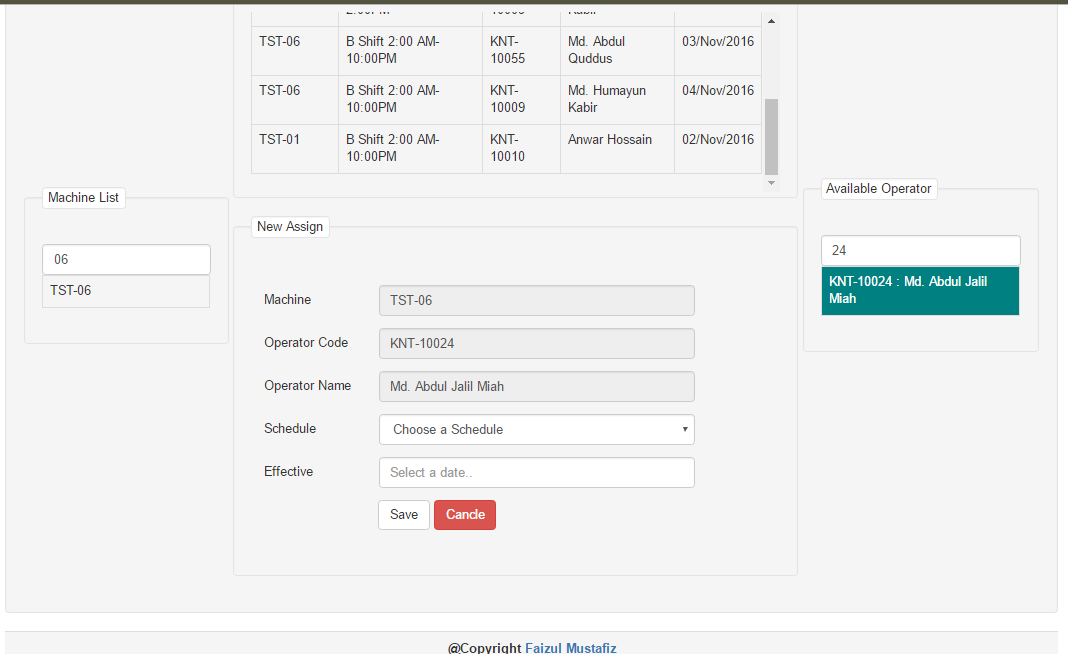 TST-06 B Shift 2:00 AM- KNT- Md. Abdul 03/Nov/2016
10:00PM 10055 Quddus
TST-06 B Shift 2:00 AM- KNT- Md. Humayun 04/Nov/2016
10:00PM 10009 Kabir
TST-01 B Shift 2:00 AM- KNT- Anwar Hossain 02/Nov/2016
10:00PM 10010
Machine List
06
TST-06
New Assign
Machine TST-06
Operator Code KNT-10024
Operator Name Md. Abdul Jalil Miah
Schedule Choose a Schedule
Effective Select a date..
Save Cancle
Available Operator
24
KNT-10024 : Md. Abdul Jalil
Miah
@Copyright Faizul Mustafiz